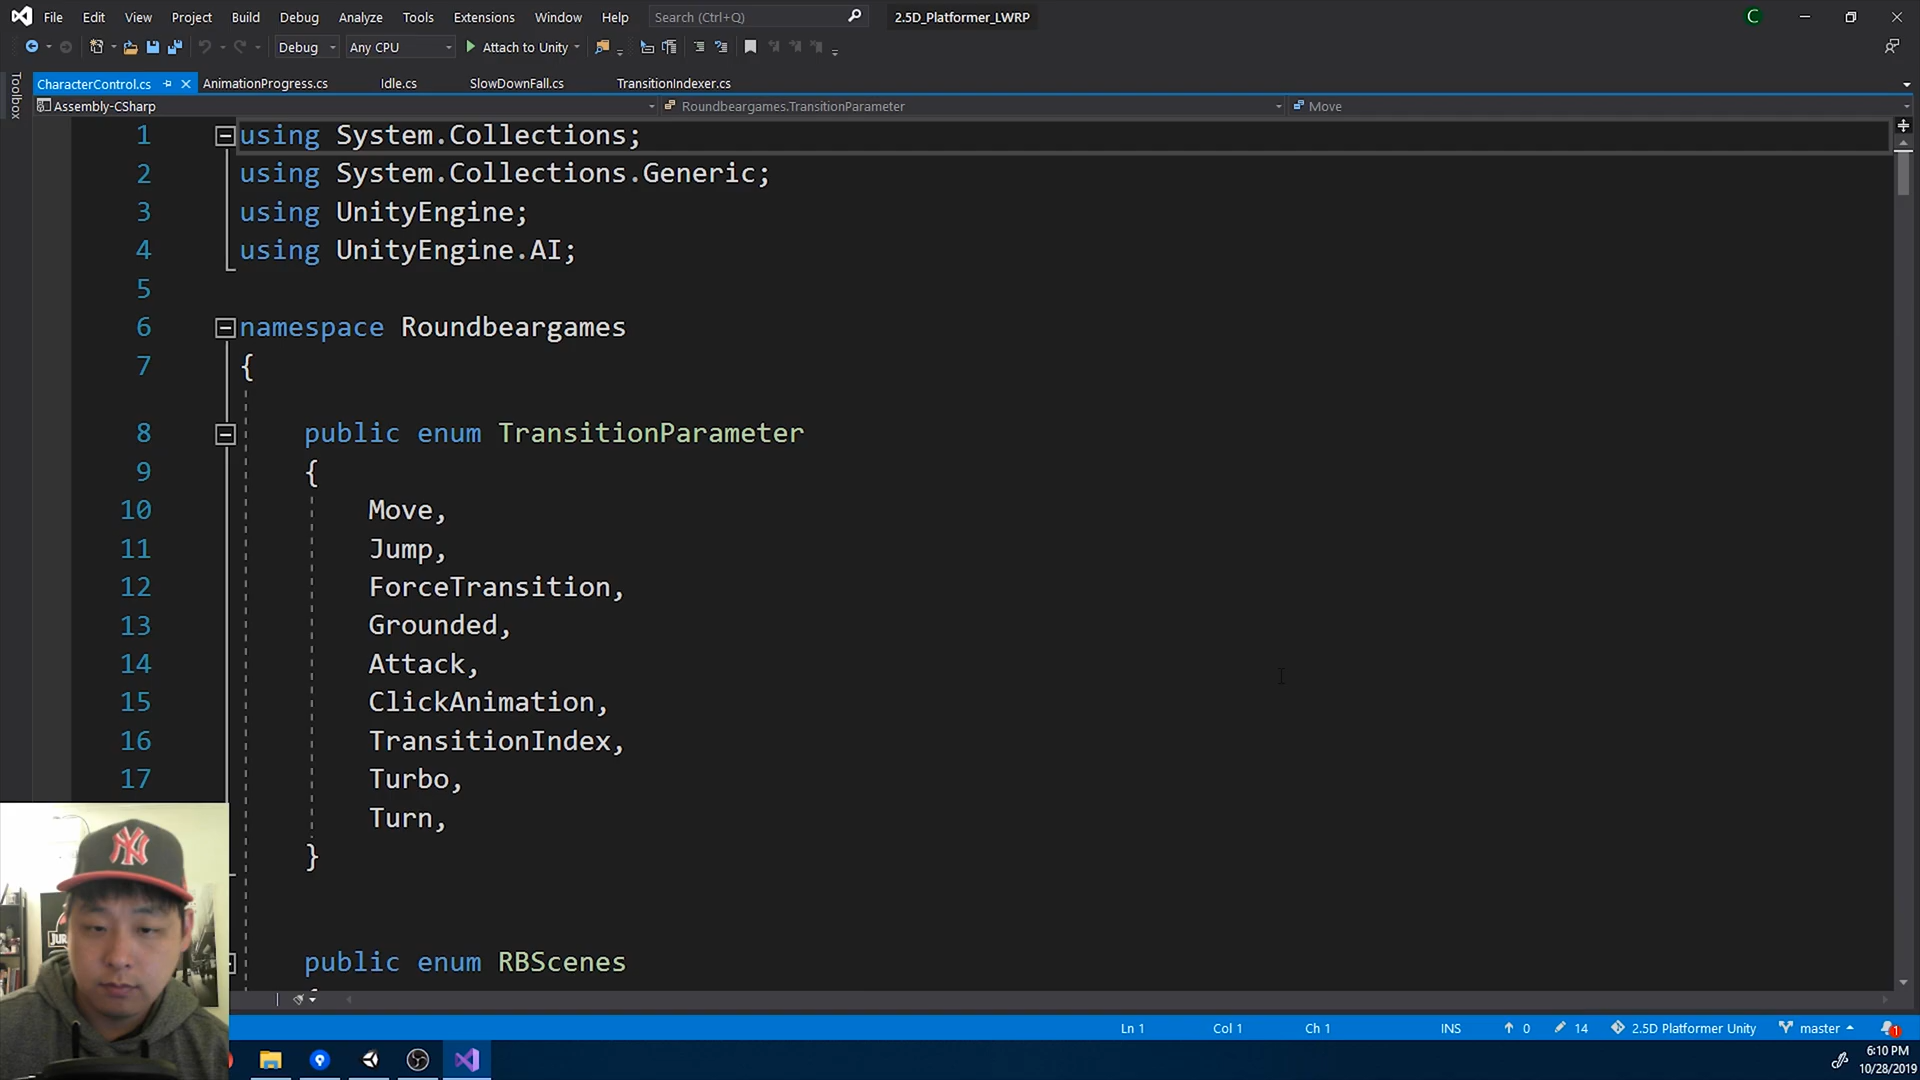 File Edit View Project Build Debug Analyze Tools Extensions Window Help Search (Ctrl+Q) 2.5D_Platformer_LWRP C
Debug Any CPU Attach to Unity
Toolbox
CharacterControl.cs AnimationProgress.cs Idle.cs SlowDownFall.cs TransitionIndexer.cs
Assembly-CSharp Roundbeargames.TransitionParameter Move
1 using System.Collections;
2 using System.Collections.Generic;
3 using UnityEngine;
4 using UnityEngine.AI;
5
6 namespace Roundbeargames
7 {
8 public enum TransitionParameter
9 {
10 Move,
11 Jump,
12 ForceTransition,
13 Grounded,
14 Attack,
15 ClickAnimation,
16 TransitionIndex,
17 Turbo,
Turn,
}
public enum RBScenes
NY
Ln 1 Col 1 Ch 1 INS 0 14 2.5D Platformer Unity master 1
6:10 PM
10/28/2019